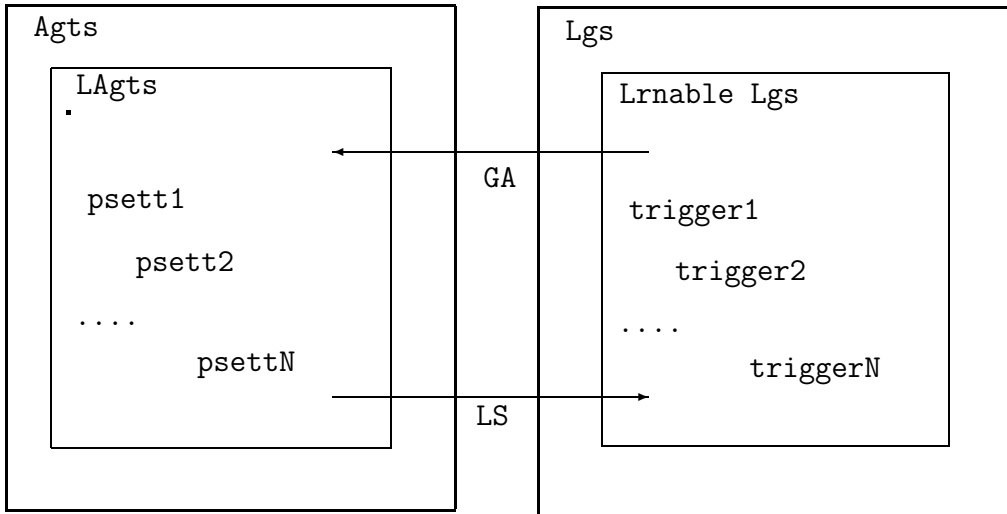 Agts
LAgts
psett1
psett2
....
psettN
GA
LS
Lgs
Lrnable Lgs
trigger1
trigger2
....
triggerN